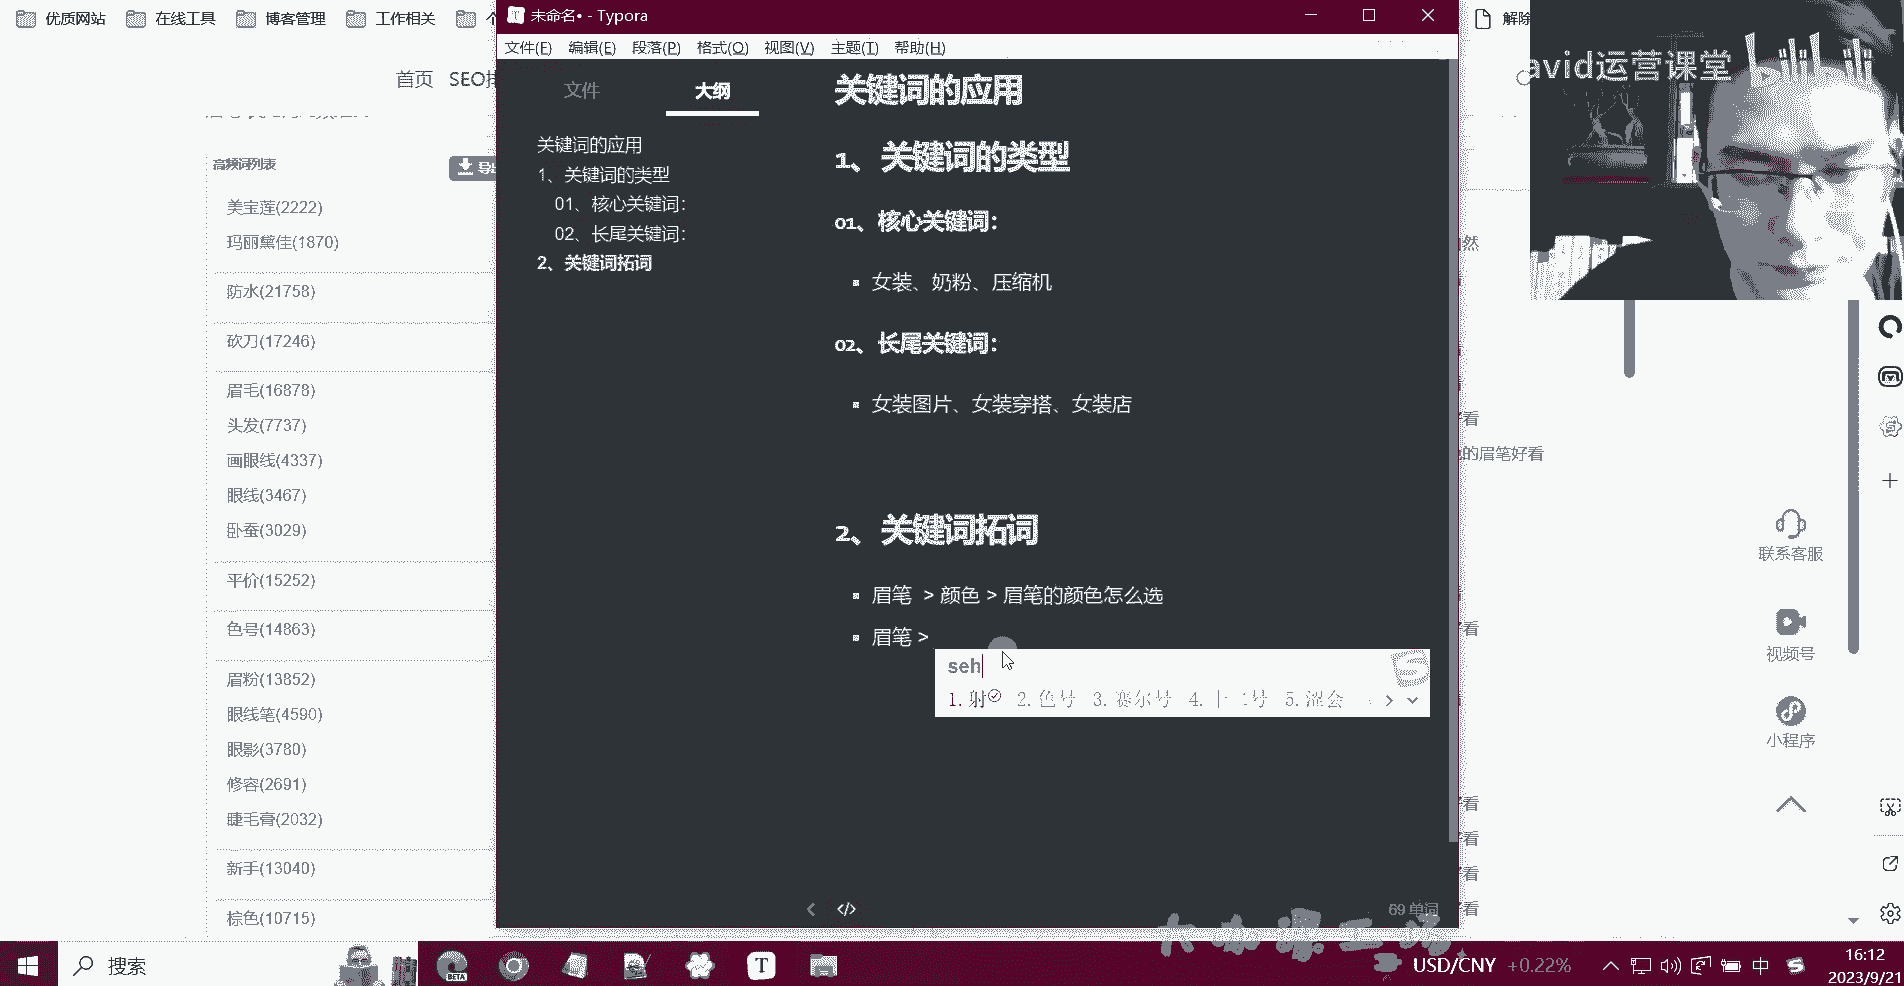 优质网站 在线工具 博客管理 工作相关
未命名• - Typora
解除
文件(F) 编辑(E) 段落(P) 格式(O) 视图(V) 主题(T) 帮助(H)
avid运营课堂
首页 SEO
文件 大纲
关键词的应用
1、关键词的类型
01、核心关键词：
02、长尾关键词：
2、关键词拓词
高频词列表
美宝莲(2222)
玛丽黛佳(1870)
防水(21758)
砍刀(17246)
眉毛(16878)
头发(7737)
画眼线(4337)
眼线(3467)
卧蚕(3029)
平价(15252)
色号(14863)
眉粉(13852)
眼线笔(4590)
眼影(3780)
修容(2691)
睫毛膏(2032)
新手(13040)
棕色(10715)
关键词的应用
1、 关键词的类型
01、核心关键词：
女装、奶粉、压缩机
02、长尾关键词：
女装图片、女装穿搭、女装店
2、 关键词拓词
眉笔 > 颜色 > 眉笔的颜色怎么选
眉笔 >
seh
1.射 2.色号 3.赛尔号 5.涩会
69 单词
然
看
的眉笔好看
看
看
看
看
看
联系客服
视频号
小程序
搜索
BETA
USD/CNY +0.22%
中
16:12
2023/9/21